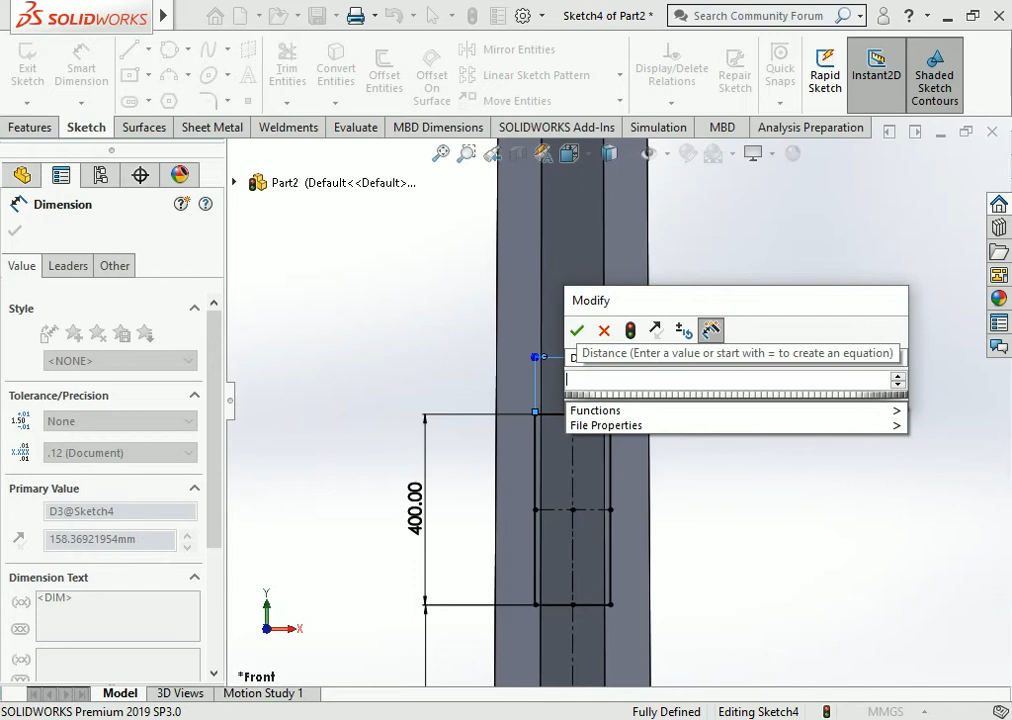 SOLIDWORKS
Sketch4 of Part2 *
Search Community Forum
?
Exit Sketch
Smart Dimension
Trim Entities
Convert Entities
Offset Entities
Offset On Surface
Mirror Entities
Linear Sketch Pattern
Move Entities
Display/Delete Relations
Repair Sketch
Quick Snaps
Rapid Sketch
Instant2D
Shaded Sketch Contours
Features
Sketch
Surfaces
Sheet Metal
Weldments
Evaluate
MBD Dimensions
SOLIDWORKS Add-Ins
Simulation
MBD
Analysis Preparation
Part2 (Default<<Default>...
Dimension
Value
Leaders
Other
Style
<NONE>
Tolerance/Precision
None
.12 (Document)
Primary Value
D3@Sketch4
158.36921954mm
Dimension Text
<DIM>
Modify
Distance (Enter a value or start with = to create an equation)
Functions >
File Properties >
400.00
Y
X
*Front
Model
3D Views
Motion Study 1
SOLIDWORKS Premium 2019 SP3.0
Fully Defined
Editing Sketch4
MMGS